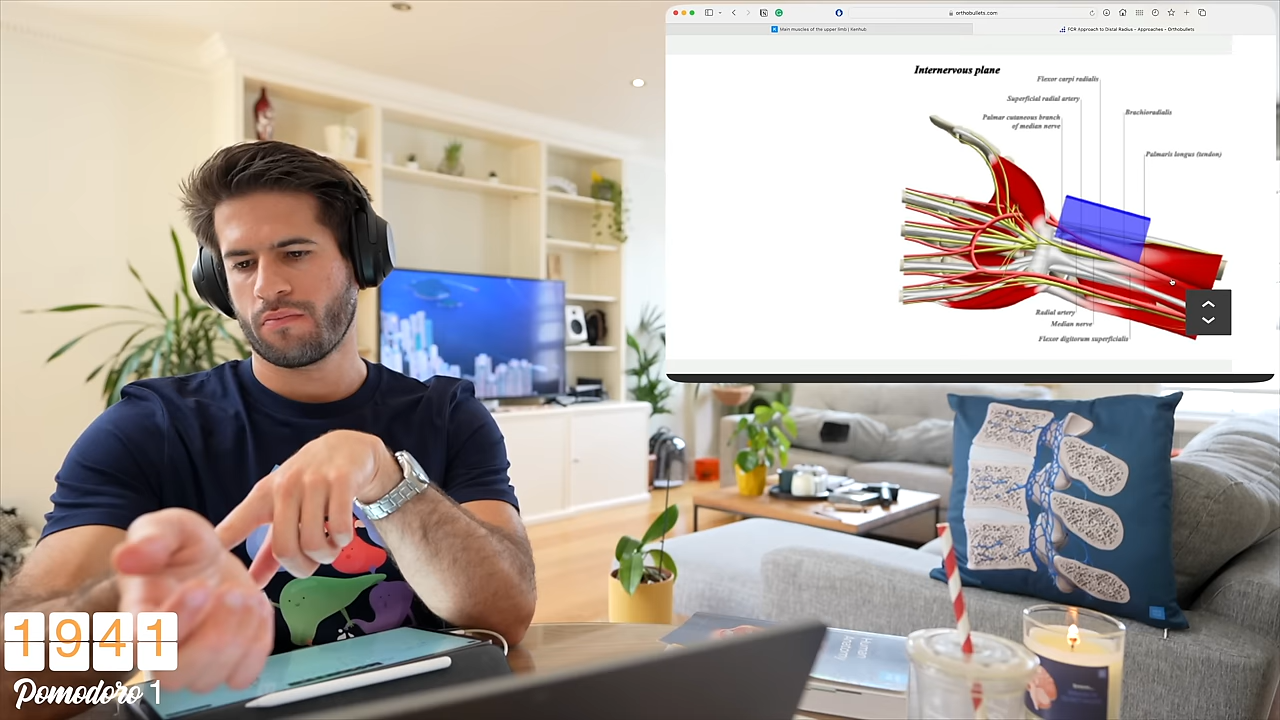 orthobullets.com
Main muscles of the upper limb | Kenhub
FCR Approach to Distal Radius - Approaches - Orthobullets
Internervous plane
Flexor carpi radialis
Superficial radial artery
Palmar cutaneous branch
of median nerve
Brachioradialis
Palmaris longus (tendon)
Radial artery
Median nerve
Flexor digitorum superficialis
Human
Anatomy
1941
Pomodoro 1